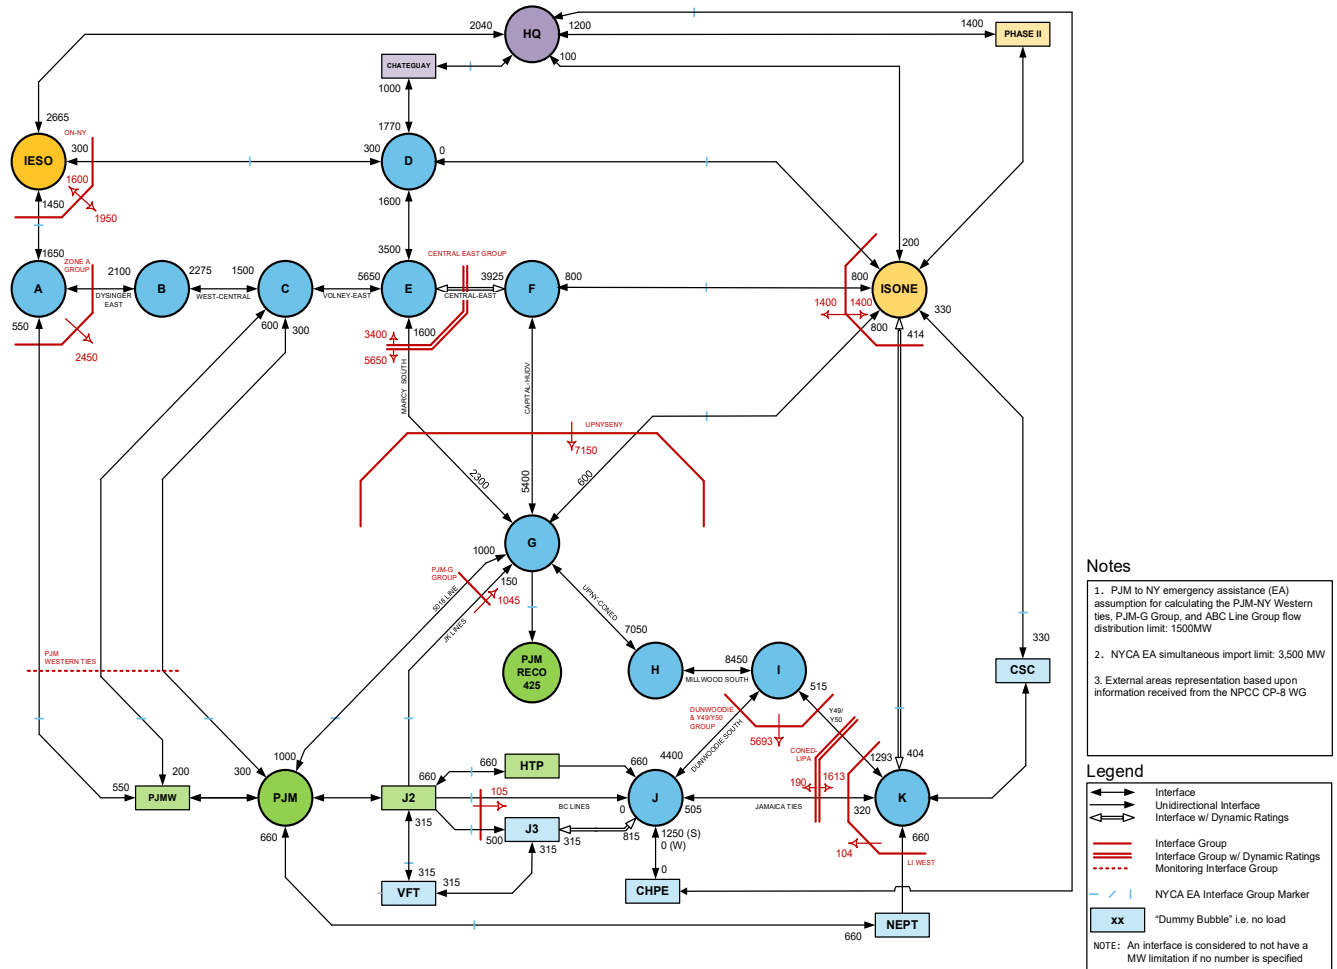 2040
HQ
1200
1400
PHASE II
CHATEGUAY
100
1000
2665
ON-NY
1770
IESO
300
300
D
0
1600
1450
1950
1600
1650
ZONE A
GROUP
3500
CENTRAL EAST GROUP
200
A
2100
B
2275
1500
C
5650
E
3925
F
800
800
ISONE
DYSINGER
EAST
WEST-CENTRAL
VOLNEY-EAST
CENTRAL-EAST
550
600
300
1400
1400
330
2450
3400
1600
800
414
5650
MARCY SOUTH
CAPITAL-HUDV
UPNYSENY
7150
2300
5400
600
G
1000
PJM-G
GROUP
150
1045
5018 LINE
JK LINES
UPNY-CONED
PJM
WESTERN TIES
PJM
RECO
425
7050
H
8450
MILLWOOD SOUTH
I
515
330
CSC
DUNWOODIE
& Y49/Y50
GROUP
Y49/
Y50
5693
DUNWOODIE SOUTH
4400
CONED-
LIPA
1293
404
1000
660
HTP
660
190
1613
550
200
300
660
PJMW
PJM
J2
105
BC LINES
J
505
JAMAICA TIES
320
K
660
315
500
J3
315
815
0
1250 (S)
0 (W)
660
315
104
LI WEST
315
VFT
315
0
CHPE
NEPT
660
Notes
1. PJM to NY emergency assistance (EA)
assumption for calculating the PJM-NY Western
ties, PJM-G Group, and ABC Line Group flow
distribution limit: 1500MW
2. NYCA EA simultaneous import limit: 3,500 MW
3. External areas representation based upon
information received from the NPCC CP-8 WG
Legend
Interface
Unidirectional Interface
Interface w/ Dynamic Ratings
Interface Group
Interface Group w/ Dynamic Ratings
Monitoring Interface Group
NYCA EA Interface Group Marker
xx
"Dummy Bubble" i.e. no load
NOTE: An interface is considered to not have a
MW limitation if no number is specified